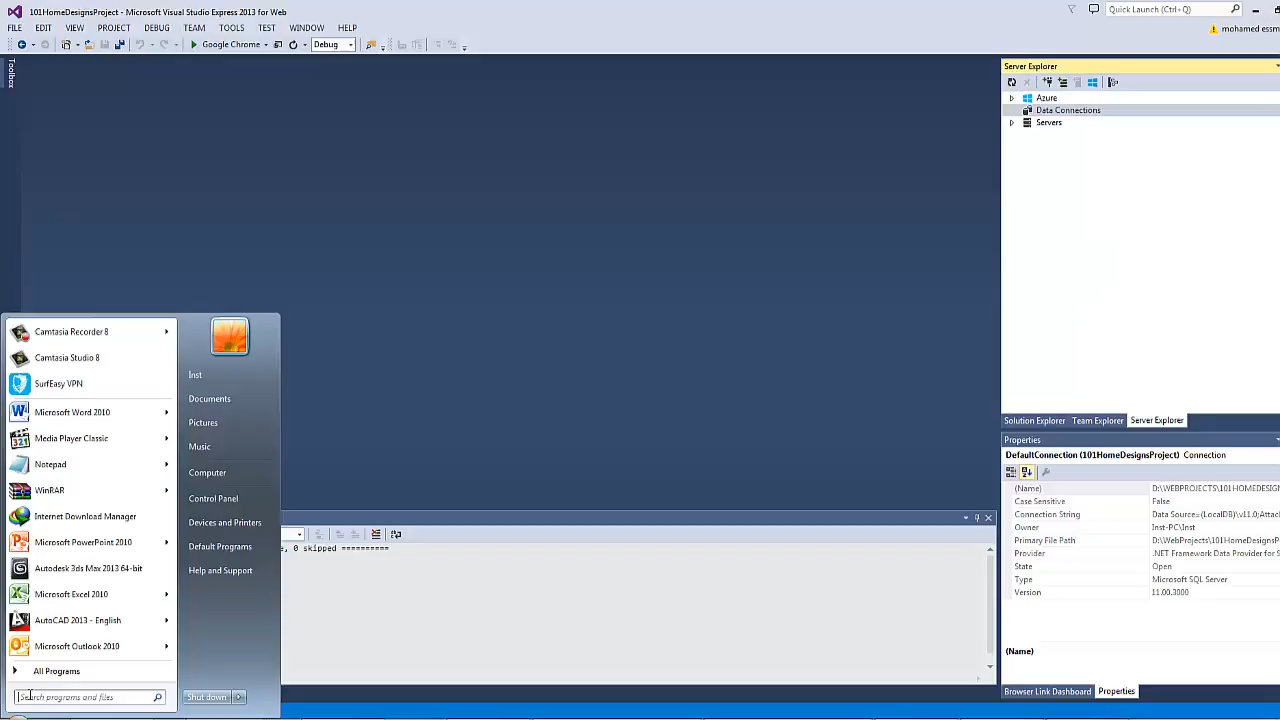 101HomeDesignsProject - Microsoft Visual Studio Express 2013 for Web
Quick Launch (Ctrl+Q)
FILE EDIT VIEW PROJECT DEBUG TEAM TOOLS TEST WINDOW HELP
mohamed essm
Google Chrome
Debug
Toolbox
Server Explorer
Azure
Data Connections
Servers
Solution Explorer Team Explorer Server Explorer
Properties
DefaultConnection (101HomeDesignsProject) Connection
(Name) D:\WEBPROJECTS\101HOMEDESIGN
Case Sensitive False
Connection String Data Source=(LocalDB)\v11.0;Attac
Owner Inst-PC\Inst
Primary File Path D:\WebProjects\101HomeDesignsP
Provider .NET Framework Data Provider for S
State Open
Type Microsoft SQL Server
Version 11.00.3000
(Name)
Browser Link Dashboard Properties
e, 0 skipped ==========
Camtasia Recorder 8
Camtasia Studio 8
SurfEasy VPN
Microsoft Word 2010
Media Player Classic
Notepad
WinRAR
Internet Download Manager
Microsoft PowerPoint 2010
Autodesk 3ds Max 2013 64-bit
Microsoft Excel 2010
AutoCAD 2013 - English
Microsoft Outlook 2010
All Programs
Search programs and files
Inst
Documents
Pictures
Music
Computer
Control Panel
Devices and Printers
Default Programs
Help and Support
Shut down